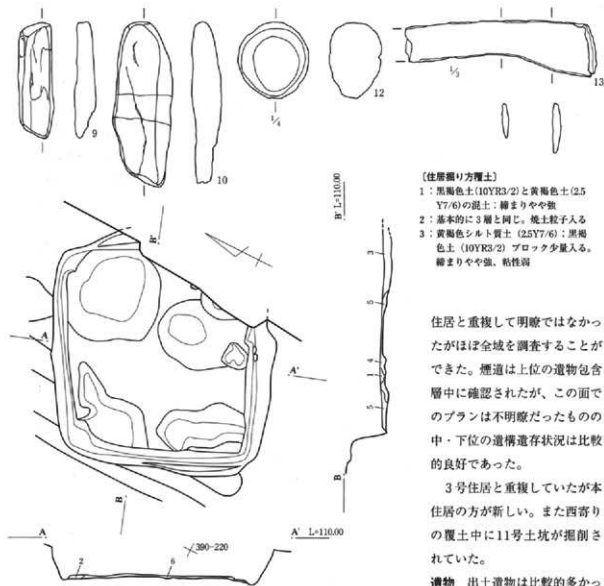 9
10
1/4
12
1/3
13
〔住居掘り方覆土〕
1：黒褐色土(10YR3/2)と黄褐色土(2.5
Y7/6)の混土；締まりやや強
2：基本的に3層と同じ。焼土粒子入る
3：黄褐色シルト質土（2.5Y7/6)；黒褐
色土（10YR3/2）ブロック少量入る。
締まりやや強、粘性弱
B' L=110.00
B'
A
A'
3
5
1
4
5
B
B
A
390-220
A' L=110.00
2
6
住居と重複して明瞭ではなかっ
たがほぼ全域を調査することが
できた。煙道は上位の遺物包含
層中に確認されたが、この面で
のプランは不明瞭だったものの
中・下位の遺構遺存状況は比較
的良好であった。
3号住居と重複していたが本
住居の方が新しい。また西寄り
の覆土中に11号土坑が掘削さ
れていた。
遺物　出土遺物は比較的多かっ